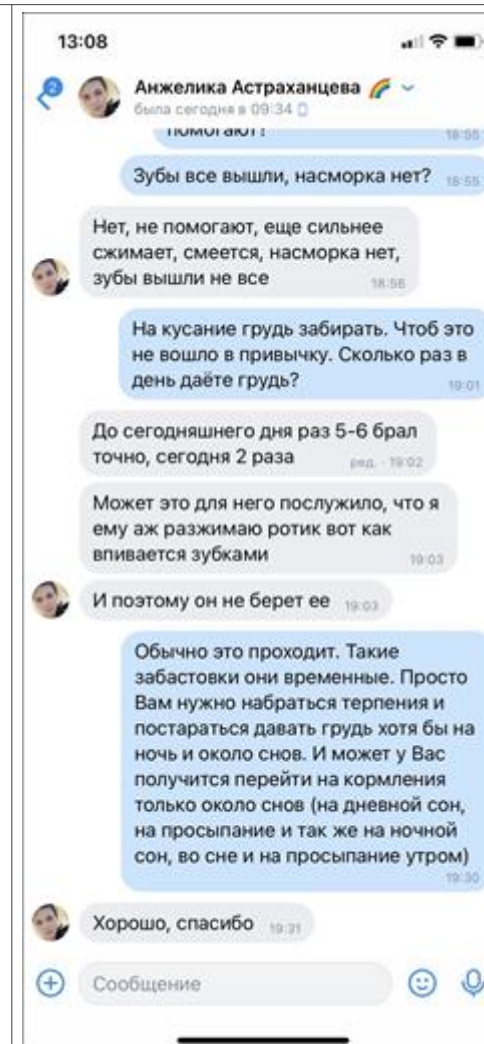 13:08
2
Анжелика Астраханцева 🌈
была сегодня в 09:34
помогают?
18:55
Зубы все вышли, насморка нет? 18:55
Нет, не помогают, еще сильнее
сжимает, смеется, насморка нет,
зубы вышли не все 18:56
На кусание грудь забирать. Чтоб это
не вошло в привычку. Сколько раз в
день даёте грудь? 19:01
До сегодняшнего дня раз 5-6 брал
точно, сегодня 2 раза ред. · 19:02
Может это для него послужило, что я
ему аж разжимаю ротик вот как
впивается зубками 19:03
И поэтому он не берет ее 19:03
Обычно это проходит. Такие
забастовки они временные. Просто
Вам нужно набраться терпения и
постараться давать грудь хотя бы на
ночь и около снов. И может у Вас
получится перейти на кормления
только около снов (на дневной сон,
на просыпание и так же на ночной
сон, во сне и на просыпание утром)
19:30
Хорошо, спасибо 19:31
Сообщение